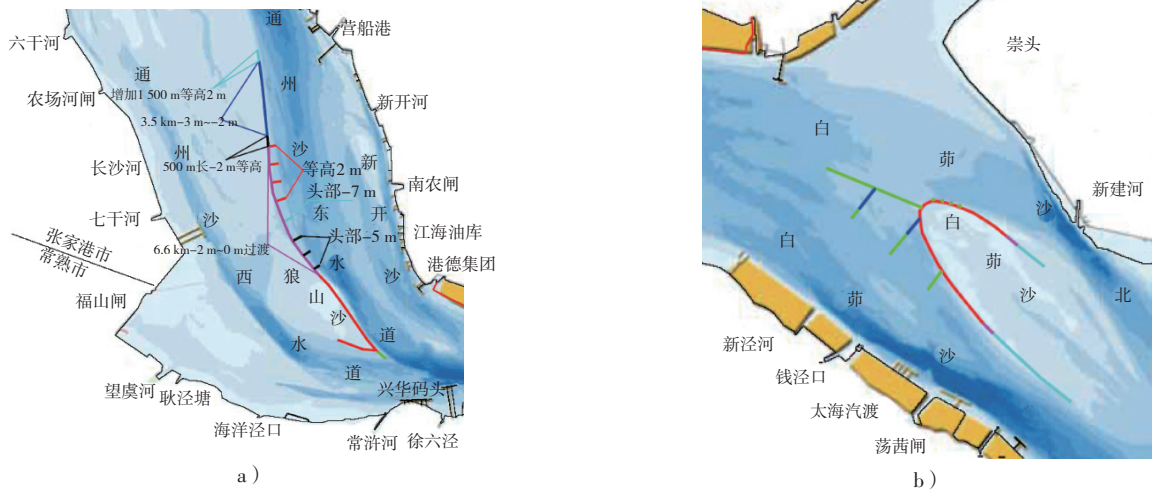 六干河
通
营船港
农场河闸
通
增加1 500 m等高2 m
州
新开河
3.5 km-3 m~-2 m
长沙河
州
500 m长-2 m等高
沙
等高2 m
新
头部-7 m
南农闸
七干河
沙
东
开
头部-5 m
江海油库
张家港市
常熟市
6.6 km-2 m~0 m过渡
西
狼
水
沙
港德集团
福山闸
山
沙
道
水
道
望虞河
耿泾塘
兴华码头
海洋泾口
常浒河
徐六泾
a）
崇头
白
茆
新建河
沙
白
白
茆
茆
沙
北
新泾河
沙
钱泾口
太海汽渡
荡茜闸
b）